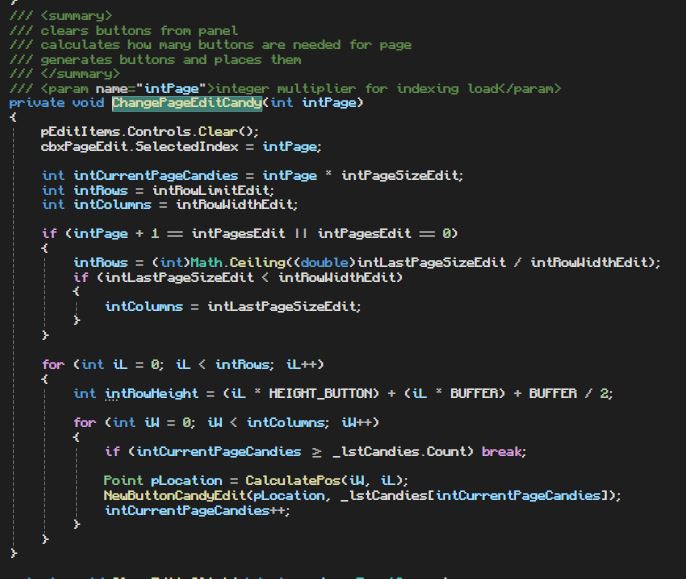 /// <summary>
/// clears buttons from panel
/// calculates how many buttons are needed for page
/// generates buttons and places them
/// </summary>
/// <param name="intPage">integer multiplier for indexing load</param>
private void ChangePageEditCandy(int intPage)
{
pEditItems.Controls.Clear();
cbxPageEdit.SelectedIndex = intPage;
int intCurrentPageCandies = intPage * intPageSizeEdit;
int intRows = intRowLimitEdit;
int intColumns = intRowWidthEdit;
if (intPage + 1 == intPagesEdit || intPagesEdit == 0)
{
intRows = (int)Math.Ceiling((double)intLastPageSizeEdit / intRowWidthEdit);
if (intLastPageSizeEdit < intRowWidthEdit)
{
intColumns = intLastPageSizeEdit;
}
}
for (int iL = 0; iL < intRows; iL++)
{
int intRowHeight = (iL * HEIGHT_BUTTON) + (iL * BUFFER) + BUFFER / 2;
for (int iW = 0; iW < intColumns; iW++)
{
if (intCurrentPageCandies ≥ _lstCandies.Count) break;
Point pLocation = CalculatePos(iW, iL);
NewButtonCandyEdit(pLocation, _lstCandies[intCurrentPageCandies]);
intCurrentPageCandies++;
}
}
}